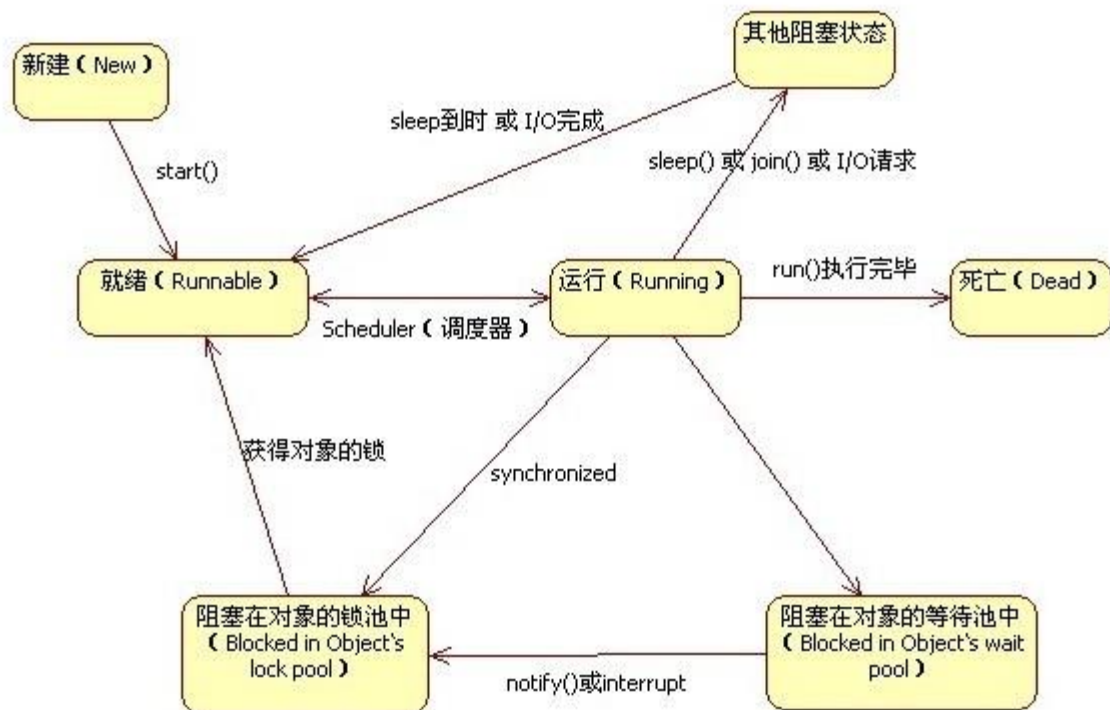 其他阻塞状态
新建（New）
sleep到时 或 I/O完成
sleep() 或 join() 或 I/O请求
start()
就绪（Runnable）
运行（Running）
run()执行完毕
死亡（Dead）
Scheduler（调度器）
获得对象的锁
synchronized
阻塞在对象的锁池中
（Blocked in Object's
lock pool）
阻塞在对象的等待池中
（Blocked in Object's wait
pool）
notify()或interrupt